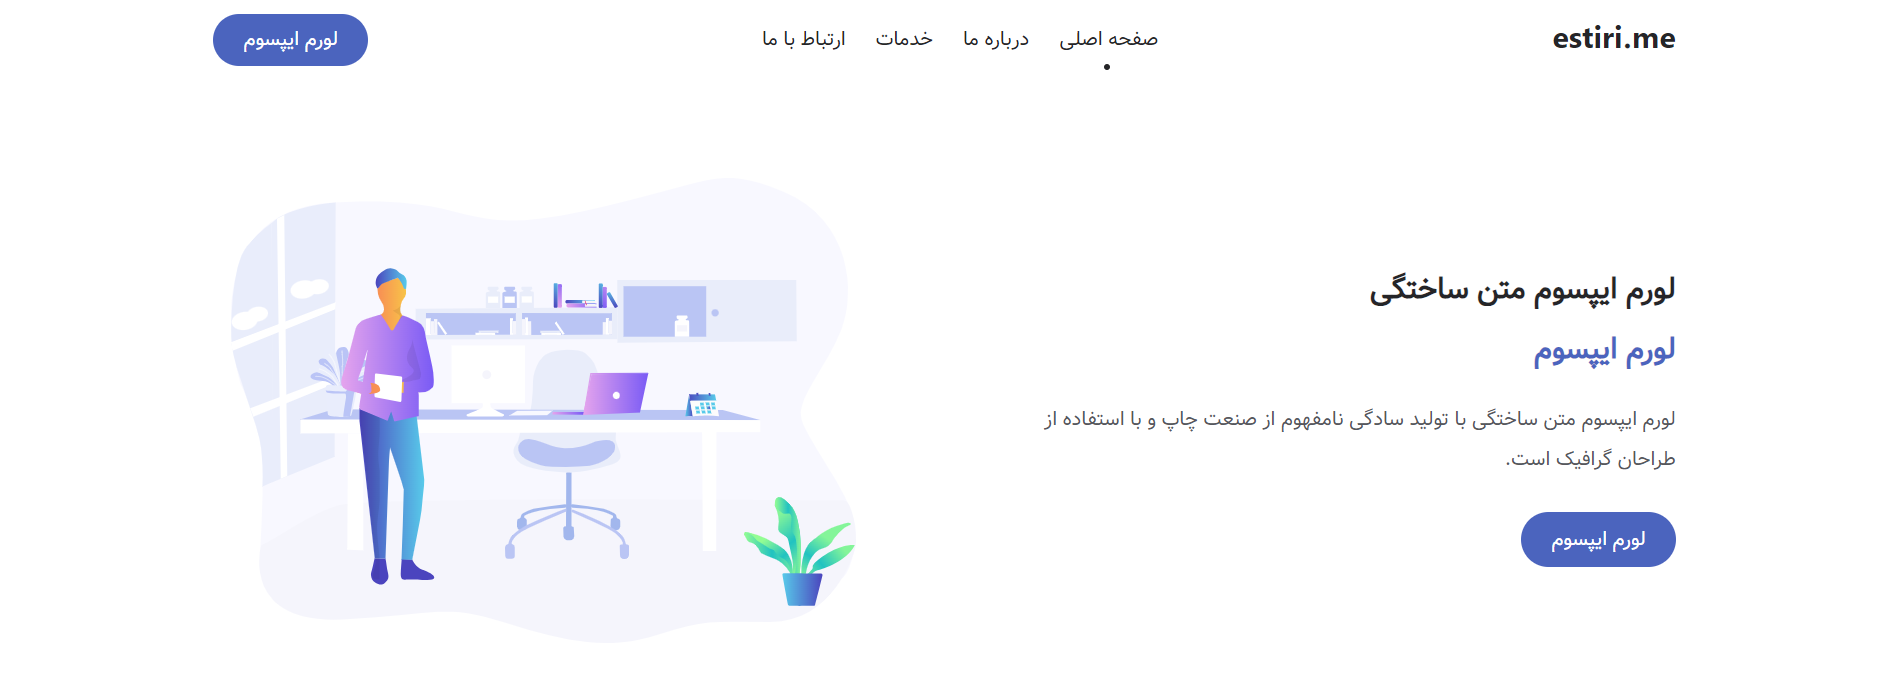 estiri.me
صفحه اصلی
درباره ما
خدمات
ارتباط با ما
لورم ایپسوم
لورم ایپسوم متن ساختگی
لورم ایپسوم
لورم ایپسوم متن ساختگی با تولید سادگی نامفهوم از صنعت چاپ و با استفاده از
طراحان گرافیک است.
لورم ایپسوم